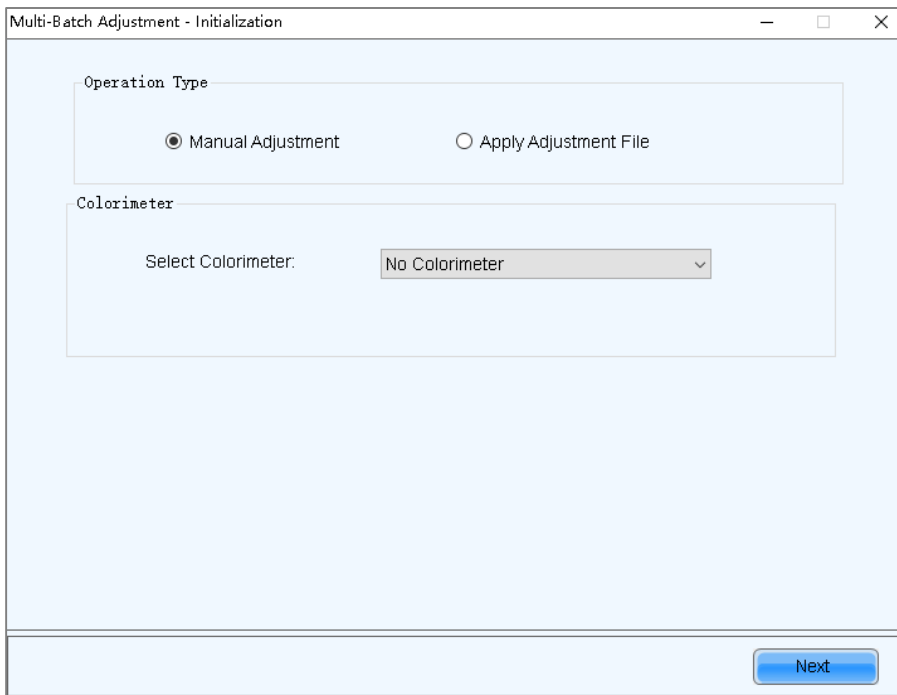 Multi-Batch Adjustment - Initialization
Operation Type
Manual Adjustment Apply Adjustment File
Colorimeter
Select Colorimeter: No Colorimeter
Next